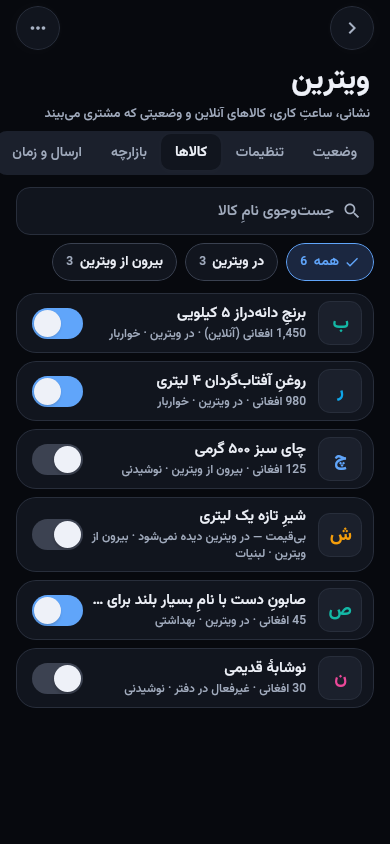 ویترین
نشانی، ساعتِ کاری، کالاهای آنلاین و وضعیتی که مشتری می‌بیند
وضعیت
تنظیمات
کالاها
بازارچه
ارسال و زمان
جست‌وجوی نامِ کالا
همه 6
در ویترین 3
بیرون از ویترین 3
ب
برنجِ دانه‌دراز ۵ کیلویی
1,450 افغانی (آنلاین) · در ویترین · خواربار
ر
روغنِ آفتاب‌گردان ۴ لیتری
980 افغانی · در ویترین · خواربار
چ
چای سبز ۵۰۰ گرمی
125 افغانی · بیرون از ویترین · نوشیدنی
ش
شیرِ تازه یک لیتری
بی‌قیمت — در ویترین دیده نمی‌شود · بیرون از
ویترین · لبنیات
ص
صابونِ دست با نامِ بسیار بلند برای ...
45 افغانی · در ویترین · بهداشتی
ن
نوشابهٔ قدیمی
30 افغانی · غیرفعال در دفتر · نوشیدنی